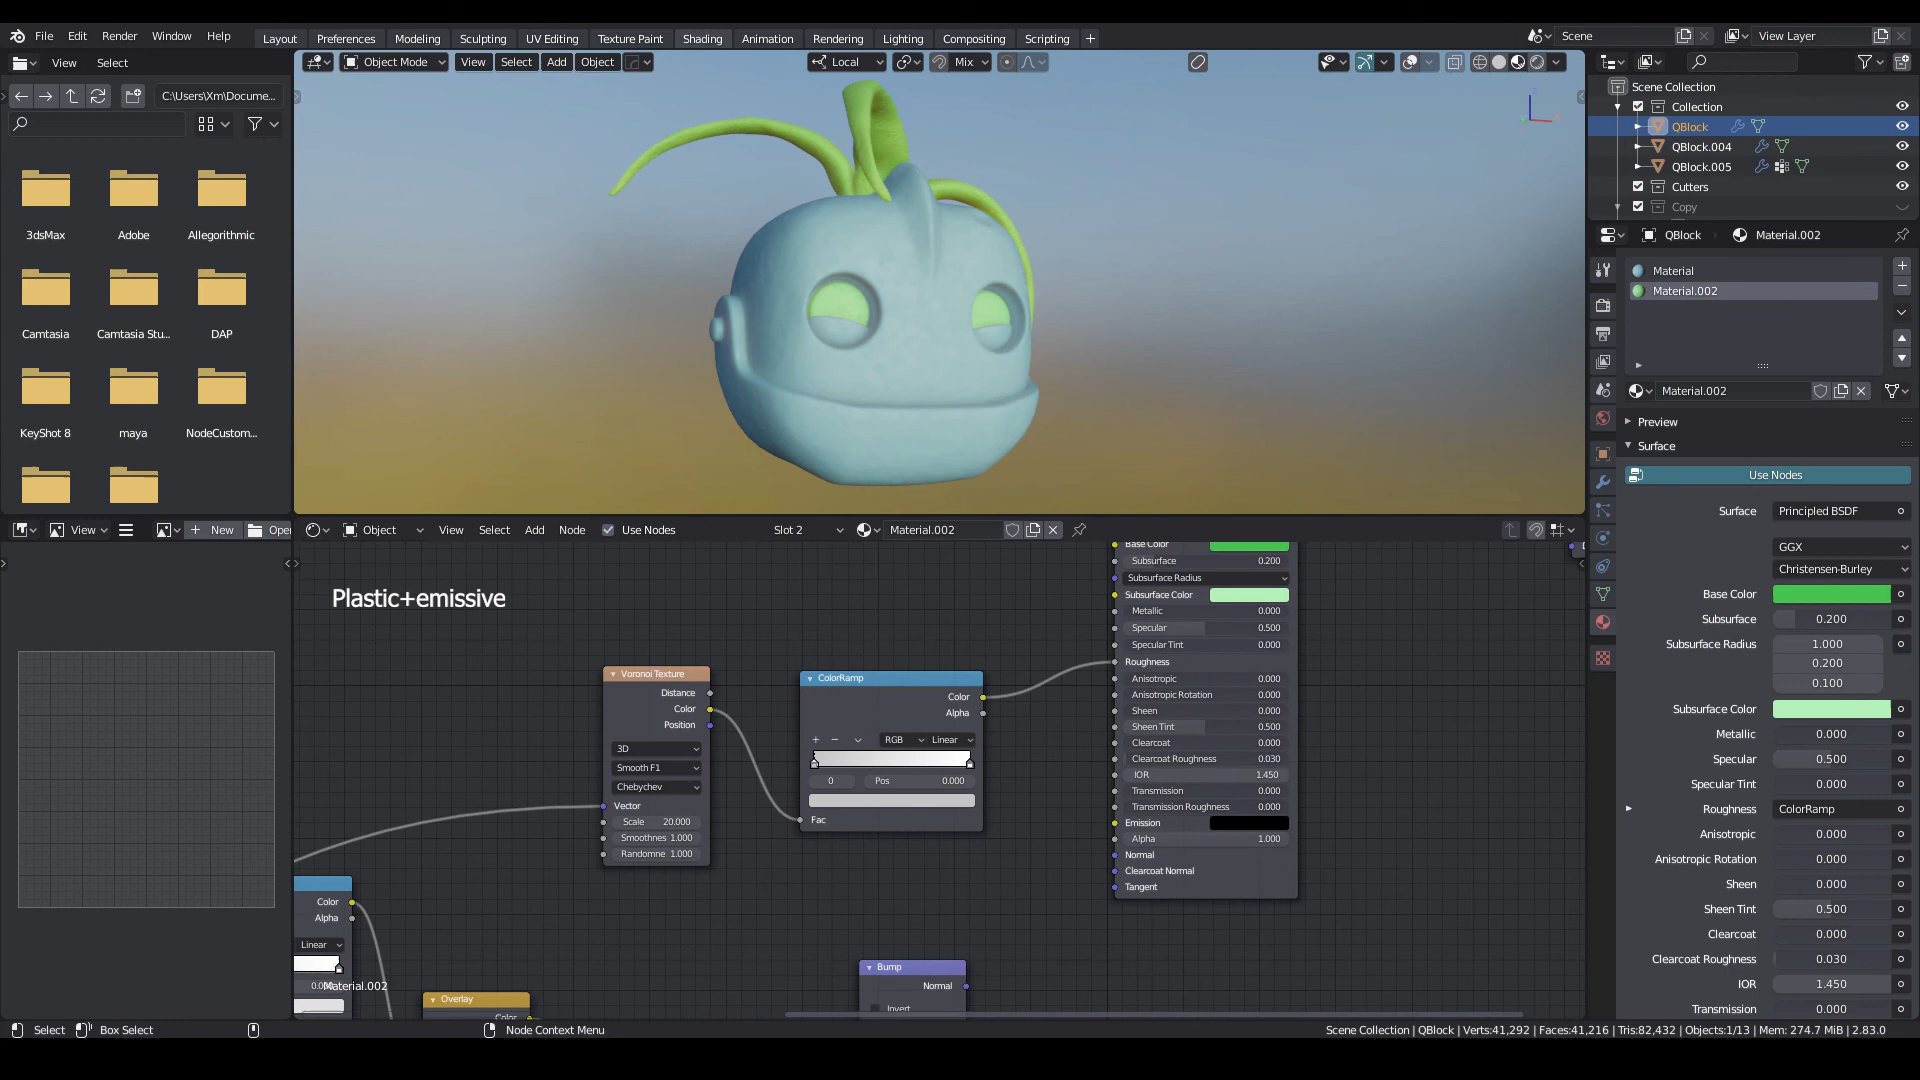 File Edit Render Window Help
Layout Preferences Modeling Sculpting UV Editing Texture Paint Shading Animation Rendering Lighting Compositing Scripting +
Scene
View Layer
View Select
Object Mode View Select Add Object
Local Mix
C:\Users\Xm\Docume...
3dsMax Adobe Allegorithmic
Camtasia Camtasia Stu... DAP
KeyShot 8 maya NodeCustom...
Scene Collection
Collection
QBlock
QBlock.004
QBlock.005
Cutters
Copy
QBlock Material.002
Material
Material.002
Material.002
Preview
Surface
Use Nodes
Surface Principled BSDF
GGX
Christensen-Burley
Base Color
Subsurface 0.200
Subsurface Radius 1.000
0.200
0.100
Subsurface Color
Metallic 0.000
Specular 0.500
Specular Tint 0.000
Roughness ColorRamp
Anisotropic 0.000
Anisotropic Rotation 0.000
Sheen 0.000
Sheen Tint 0.500
Clearcoat 0.000
Clearcoat Roughness 0.030
IOR 1.450
Transmission 0.000
View + New Ope
Object View Select Add Node Use Nodes Slot 2 Material.002
Plastic+emissive
Voronoi Texture
Distance
Color
Position
3D
Smooth F1
Chebychev
Vector
Scale 20.000
Smoothnes 1.000
Randomne 1.000
ColorRamp
Color
Alpha
RGB Linear
0 Pos 0.000
Fac
Base Color
Subsurface 0.200
Subsurface Radius
Subsurface Color
Metallic 0.000
Specular 0.500
Specular Tint 0.000
Roughness
Anisotropic 0.000
Anisotropic Rotation 0.000
Sheen 0.000
Sheen Tint 0.500
Clearcoat 0.000
Clearcoat Roughness 0.030
IOR 1.450
Transmission 0.000
Transmission Roughness 0.000
Emission
Alpha 1.000
Normal
Clearcoat Normal
Tangent
Color
Alpha
Linear
Material.002
Overlay
Color
Bump
Normal
Invert
Select Box Select Node Context Menu
Scene Collection | QBlock | Verts:41,292 | Faces:41,216 | Tris:82,432 | Objects:1/13 | Mem: 274.7 MiB | 2.83.0